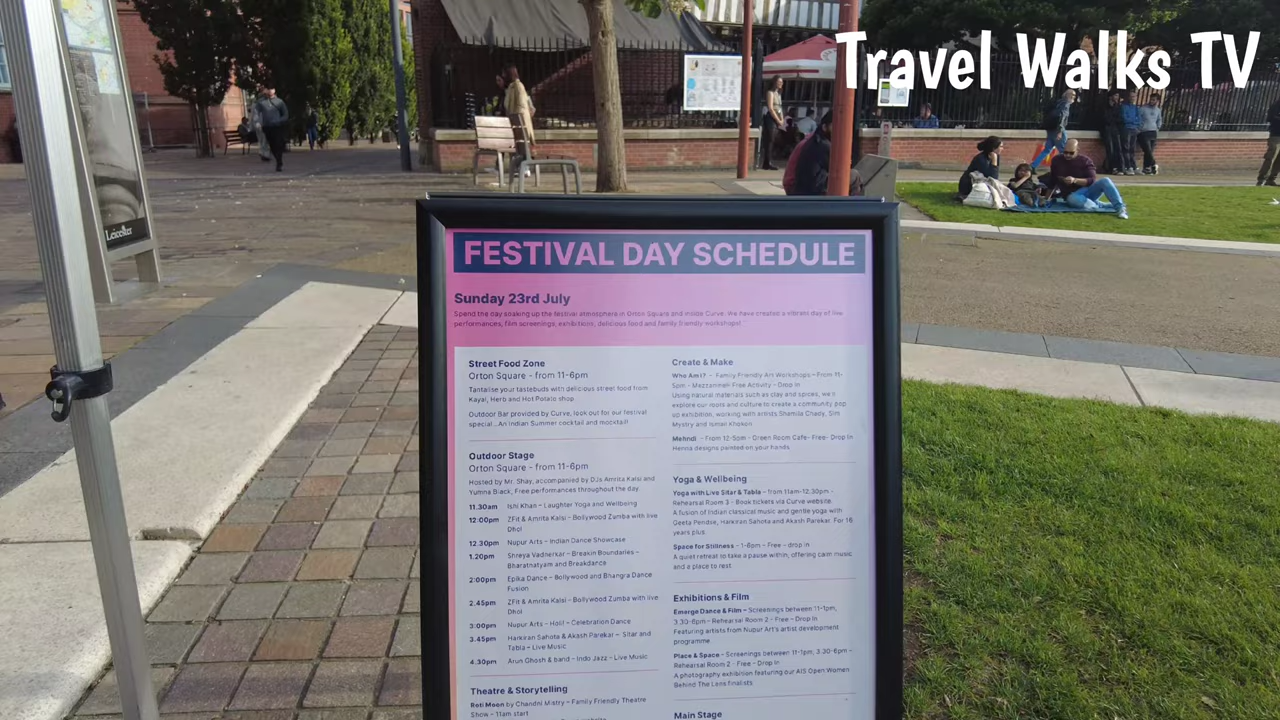 Travel Walks TV
Leicester
FESTIVAL DAY SCHEDULE
Sunday 23rd July
Spend the day soaking up the festival atmosphere in Orton Square and inside Curve. We have created a vibrant day of live
performances, film screenings, exhibitions, delicious food and family friendly workshops!
Street Food Zone
Orton Square - from 11-6pm
Tantalise your tastebuds with delicious street food from
Kayal, Herb and Hot Potato shop.
Outdoor Bar provided by Curve, look out for our festival
special...An Indian Summer cocktail and mocktail!
Outdoor Stage
Orton Square - from 11-6pm
Hosted by Mr. Shay, accompanied by DJs Amrita Kalsi and
Yumna Black, Free performances throughout the day
11.30am Ishi Khan – Laughter Yoga and Wellbeing
12:00pm ZFit & Amrita Kalsi - Bollywood Zumba with live
Dhol
12.30pm Nupur Arts - Indian Dance Showcase
1.20pm Shreya Vadnerkar – Breakin Boundaries –
Bharatnatyam and Breakdance
2:00pm Epika Dance – Bollywood and Bhangra Dance
Fusion
2.45pm ZFit & Amrita Kalsi - Bollywood Zumba with live
Dhol
3:00pm Nupur Arts – Holi! – Celebration Dance
3.45pm Harkiran Sahota & Akash Parekar – Sitar and
Tabla – Live Music
4.30pm Arun Ghosh & band – Indo Jazz – Live Music
Theatre & Storytelling
Roti Moon by Chandni Mistry – Family Friendly Theatre
Show – 11am start
Create & Make
Who Am I? – Family Friendly Art Workshops – From 11-
5pm - Mezzannein Free Activity – Drop in
Using natural materials such as clay and spices, we'll
explore our roots and culture to create a community pop
up exhibition, working with artists Shamila Chady, Sim
Mystry and Ismail Khokon
Mehndi - From 12-5pm - Green Room Cafe- Free- Drop In
Henna designs painted on your hands.
Yoga & Wellbeing
Yoga with Live Sitar & Tabla – from 11am-12:30pm -
Rehearsal Room 3 - Book tickets via Curve website.
A fusion of Indian classical music and gentle yoga with
Geeta Pendse, Harkiran Sahota and Akash Parekar. For 16
years plus.
Space for Stillness - 1-6pm – Free – drop in
A quiet retreat to take a pause within, offering calm music
and a place to rest.
Exhibitions & Film
Emerge Dance & Film – Screenings between 11-1pm,
3.30-6pm – Rehearsal Room 2 - Free – Drop In
Featuring artists from Nupur Art's artist development
programme
Place & Space – Screenings between 11-1pm, 3.30-6pm –
Rehearsal Room 2 - Free - Drop In
A photography exhibition featuring our AIS Open Women
Behind The Lens finalists
Main Stage